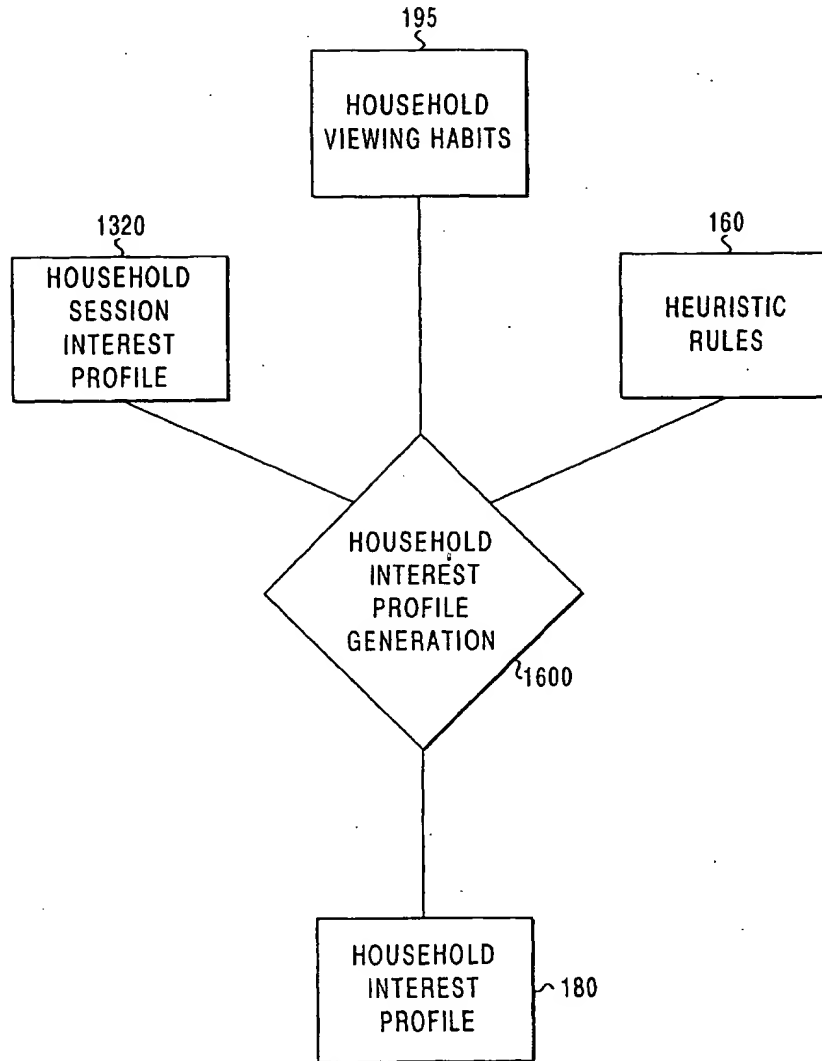 195
HOUSEHOLD
VIEWING HABITS
1320
HOUSEHOLD
SESSION
INTEREST
PROFILE
160
HEURISTIC
RULES
HOUSEHOLD
INTEREST
PROFILE
GENERATION
1600
HOUSEHOLD
INTEREST
PROFILE
180